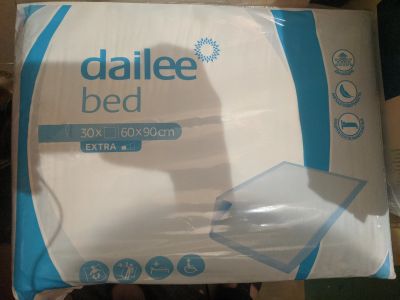 dailee
bed
30x 60x90cm
EXTRA